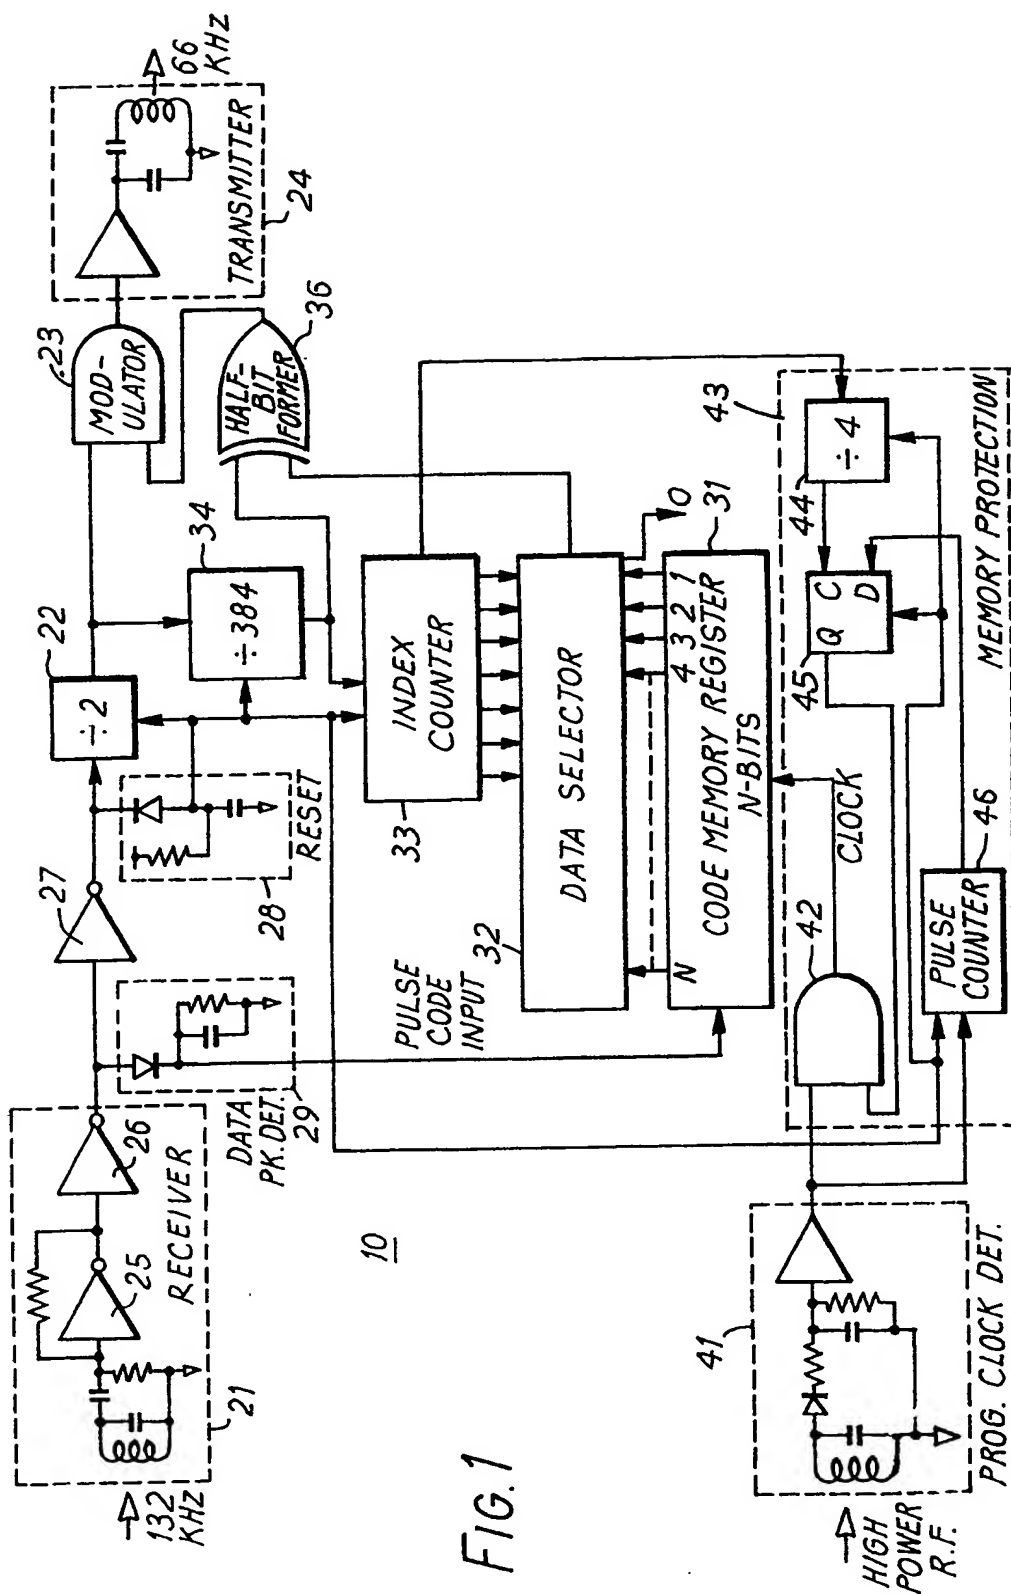 132
KHZ
21
RECEIVER
25
26
27
DATA
PK. DET.
29
28
RESET
22
÷2
34
÷384
23
MOD-
ULATOR
36
HALF-
BIT
FORMER
24
TRANSMITTER
66
KHZ
10
PULSE
CODE
INPUT
33
INDEX
COUNTER
32
DATA SELECTOR
N
4
3
2
1
0
31
CODE MEMORY REGISTER
N-BITS
CLOCK
FIG. 1
HIGH
POWER
R.F.
41
PROG. CLOCK DET.
42
43
44
÷4
45
Q
C
D
46
PULSE
COUNTER
MEMORY PROTECTION